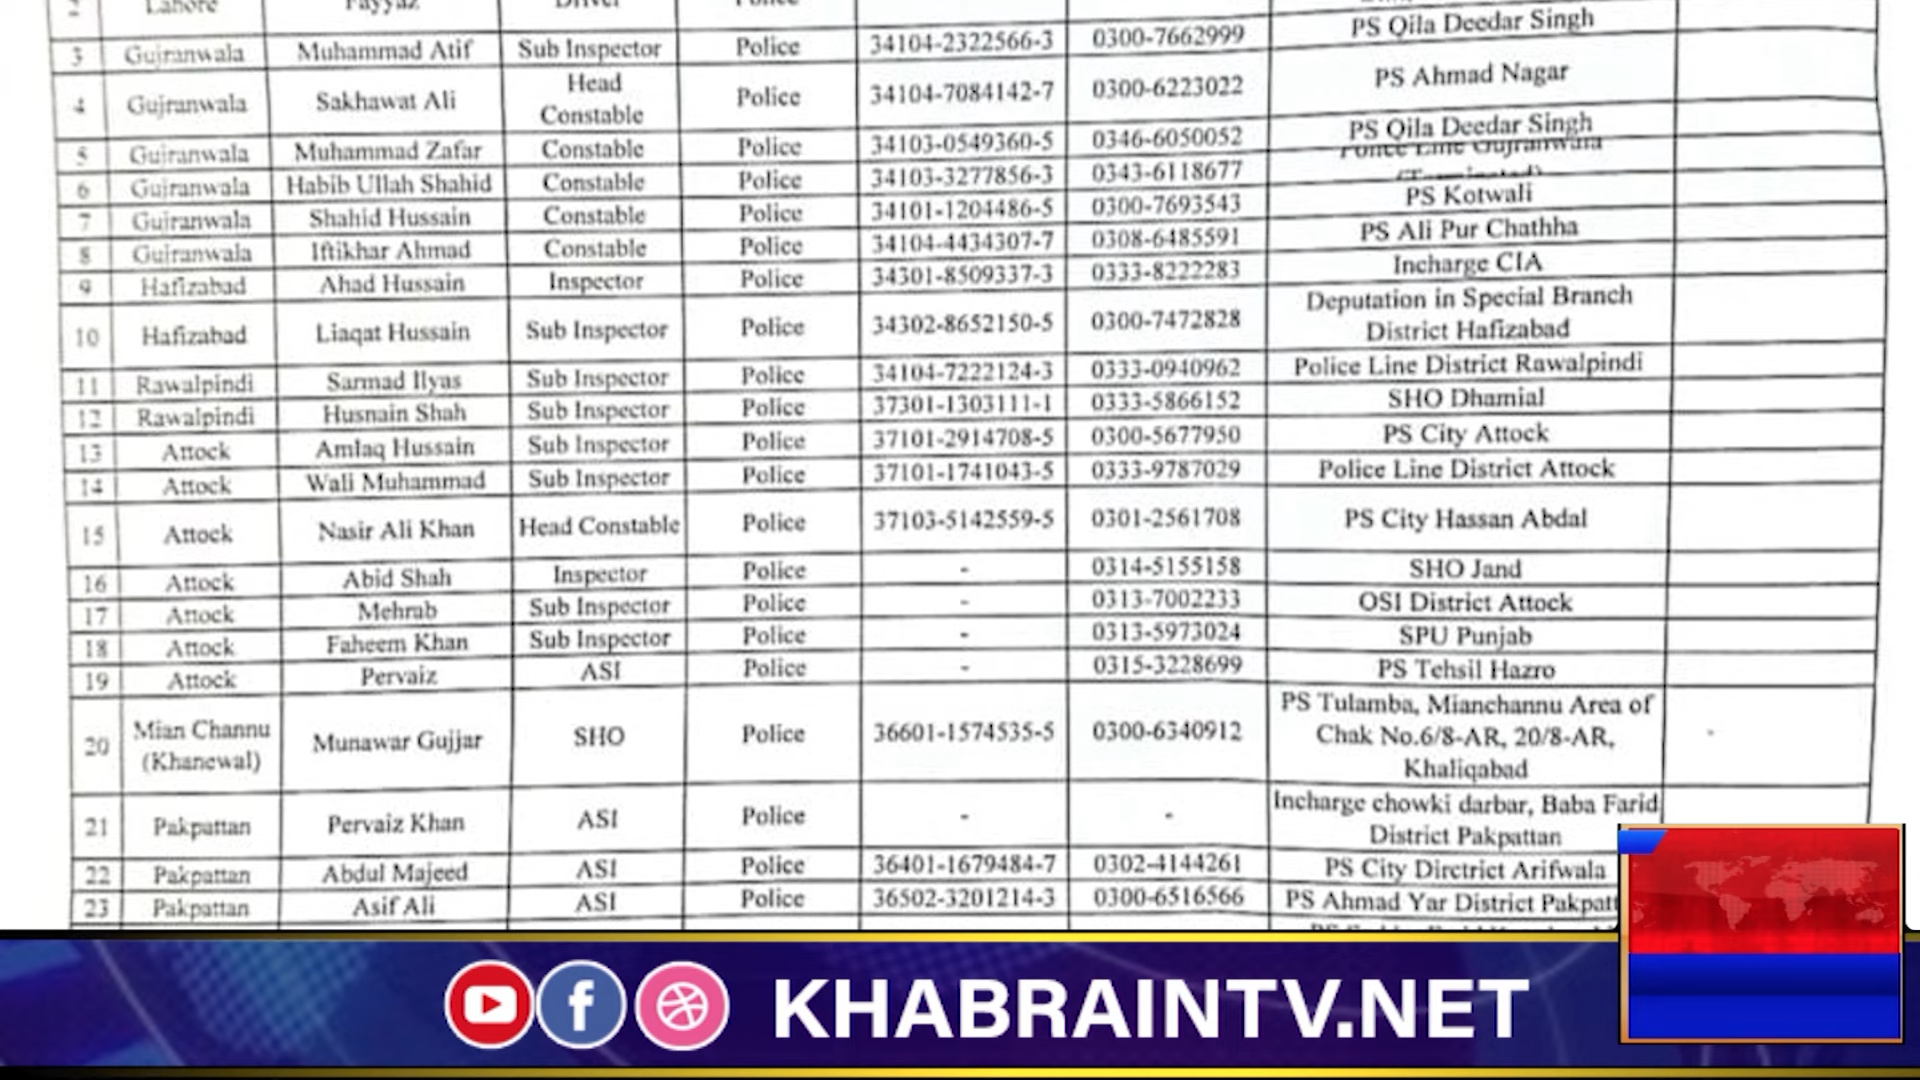 2 Lahore Fayyaz Driver Police
3 Gujranwala Muhammad Atif Sub Inspector Police 34104-2322566-3 0300-7662999 PS Qila Deedar Singh
4 Gujranwala Sakhawat Ali Head Constable Police 34104-7084142-7 0300-6223022 PS Ahmad Nagar
5 Gujranwala Muhammad Zafar Constable Police 34103-0549360-5 0346-6050052 PS Qila Deedar Singh
6 Gujranwala Habib Ullah Shahid Constable Police 34103-3277856-3 0343-6118677 Police Line Gujranwala (Terminated)
7 Gujranwala Shahid Hussain Constable Police 34101-1204486-5 0300-7693543 PS Kotwali
8 Gujranwala Iftikhar Ahmad Constable Police 34104-4434307-7 0308-6485591 PS Ali Pur Chathha
9 Hafizabad Ahad Hussain Inspector Police 34301-8509337-3 0333-8222283 Incharge CIA
10 Hafizabad Liaqat Hussain Sub Inspector Police 34302-8652150-5 0300-7472828 Deputation in Special Branch District Hafizabad
11 Rawalpindi Sarmad Ilyas Sub Inspector Police 34104-7222124-3 0333-0940962 Police Line District Rawalpindi
12 Rawalpindi Husnain Shah Sub Inspector Police 37301-1303111-1 0333-5866152 SHO Dhamial
13 Attock Amlaq Hussain Sub Inspector Police 37101-2914708-5 0300-5677950 PS City Attock
14 Attock Wali Muhammad Sub Inspector Police 37101-1741043-5 0333-9787029 Police Line District Attock
15 Attock Nasir Ali Khan Head Constable Police 37103-5142559-5 0301-2561708 PS City Hassan Abdal
16 Attock Abid Shah Inspector Police - 0314-5155158 SHO Jand
17 Attock Mehrab Sub Inspector Police - 0313-7002233 OSI District Attock
18 Attock Faheem Khan Sub Inspector Police - 0313-5973024 SPU Punjab
19 Attock Pervaiz ASI Police - 0315-3228699 PS Tehsil Hazro
20 Mian Channu (Khanewal) Munawar Gujjar SHO Police 36601-1574535-5 0300-6340912 PS Tulamba, Mianchannu Area of Chak No.6/8-AR, 20/8-AR, Khaliqabad
21 Pakpattan Pervaiz Khan ASI Police - - Incharge chowki darbar, Baba Farid District Pakpattan
22 Pakpattan Abdul Majeed ASI Police 36401-1679484-7 0302-4144261 PS City Dirctrict Arifwala
23 Pakpattan Asif Ali ASI Police 36502-3201214-3 0300-6516566 PS Ahmad Yar District Pakpatt
KHABRAINTV.NET